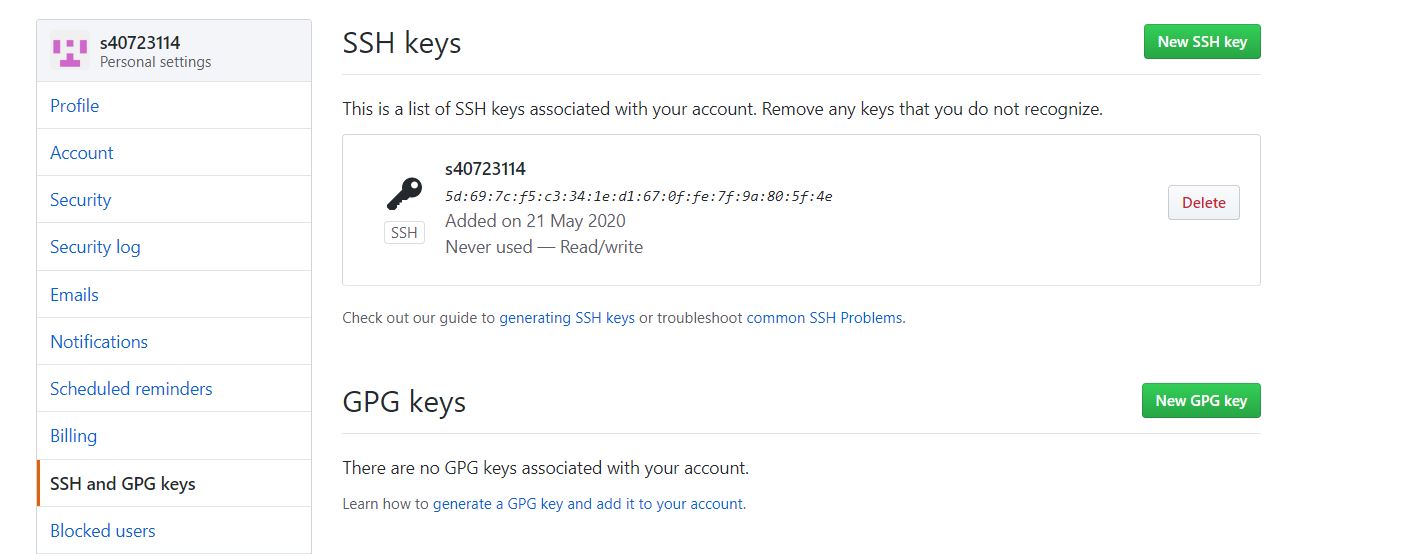 s40723114
Personal settings
Profile
Account
Security
Security log
Emails
Notifications
Scheduled reminders
Billing
SSH and GPG keys
Blocked users
SSH keys
New SSH key
This is a list of SSH keys associated with your account. Remove any keys that you do not recognize.
s40723114
5d:69:7c:f5:c3:34:1e:d1:67:0f:fe:7f:9a:80:5f:4e
Added on 21 May 2020
Never used — Read/write
SSH
Delete
Check out our guide to generating SSH keys or troubleshoot common SSH Problems.
GPG keys
New GPG key
There are no GPG keys associated with your account.
Learn how to generate a GPG key and add it to your account.